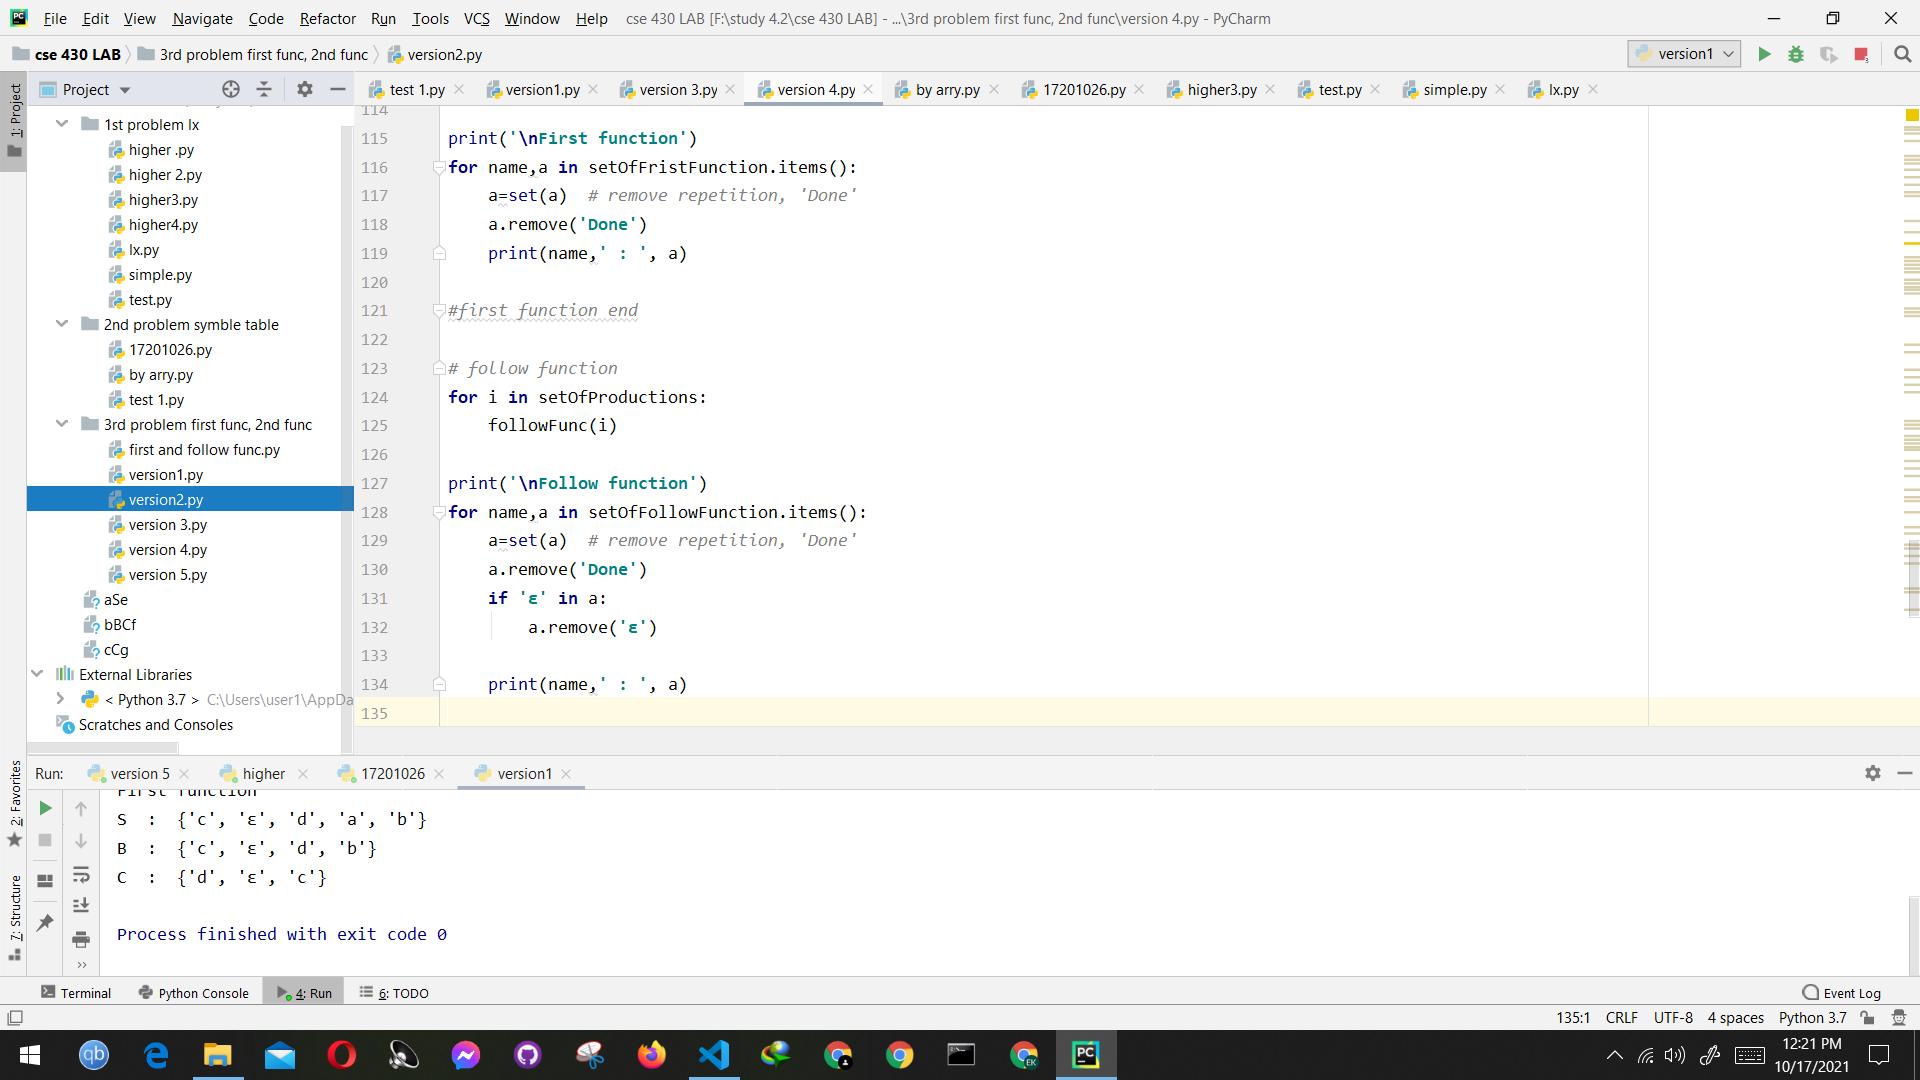 File Edit View Navigate Code Refactor Run Tools VCS Window Help cse 430 LAB [F:\study 4.2\cse 430 LAB] - ...\3rd problem first func, 2nd func\version 4.py - PyCharm
cse 430 LAB 3rd problem first func, 2nd func version2.py version1
Project test 1.py version1.py version 3.py version 4.py by arry.py 17201026.py higher3.py test.py simple.py lx.py
1: Project
1st problem lx
higher .py
higher 2.py
higher3.py
higher4.py
lx.py
simple.py
test.py
2nd problem symble table
17201026.py
by arry.py
test 1.py
3rd problem first func, 2nd func
first and follow func.py
version1.py
version2.py
version 3.py
version 4.py
version 5.py
aSe
bBCf
cCg
External Libraries
< Python 3.7 > C:\Users\user1\AppDa
Scratches and Consoles
114
115 print('\nFirst function')
116 for name,a in setOfFristFunction.items():
117 a=set(a) # remove repetition, 'Done'
118 a.remove('Done')
119 print(name,' : ', a)
120
121 #first function end
122
123 # follow function
124 for i in setOfProductions:
125 followFunc(i)
126
127 print('\nFollow function')
128 for name,a in setOfFollowFunction.items():
129 a=set(a) # remove repetition, 'Done'
130 a.remove('Done')
131 if 'ε' in a:
132 a.remove('ε')
133
134 print(name,' : ', a)
135
2: Favorites
7: Structure
Run: version 5 higher 17201026 version1
First function
S : {'c', 'ε', 'd', 'a', 'b'}
B : {'c', 'ε', 'd', 'b'}
C : {'d', 'ε', 'c'}
Process finished with exit code 0
Terminal Python Console 4: Run 6: TODO Event Log
135:1 CRLF UTF-8 4 spaces Python 3.7
12:21 PM
10/17/2021